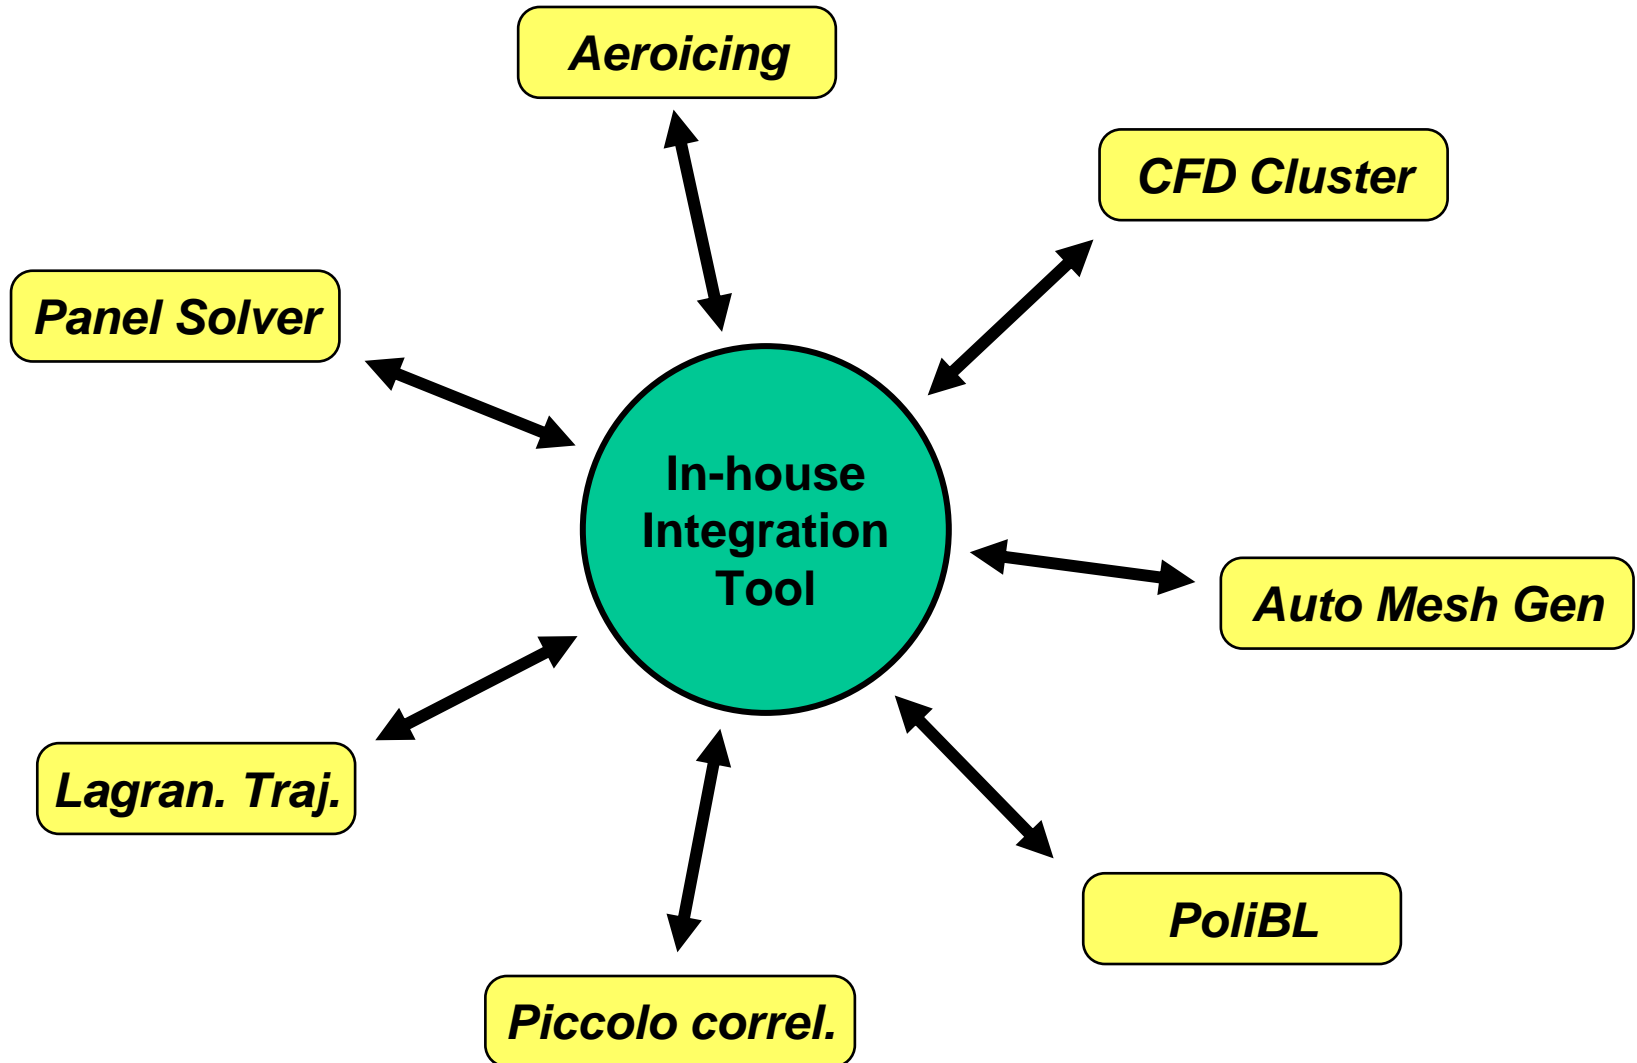 Aeroicing
CFD Cluster
Panel Solver
In-house
Integration
Tool
Auto Mesh Gen
Lagran. Traj.
PoliBL
Piccolo correl.